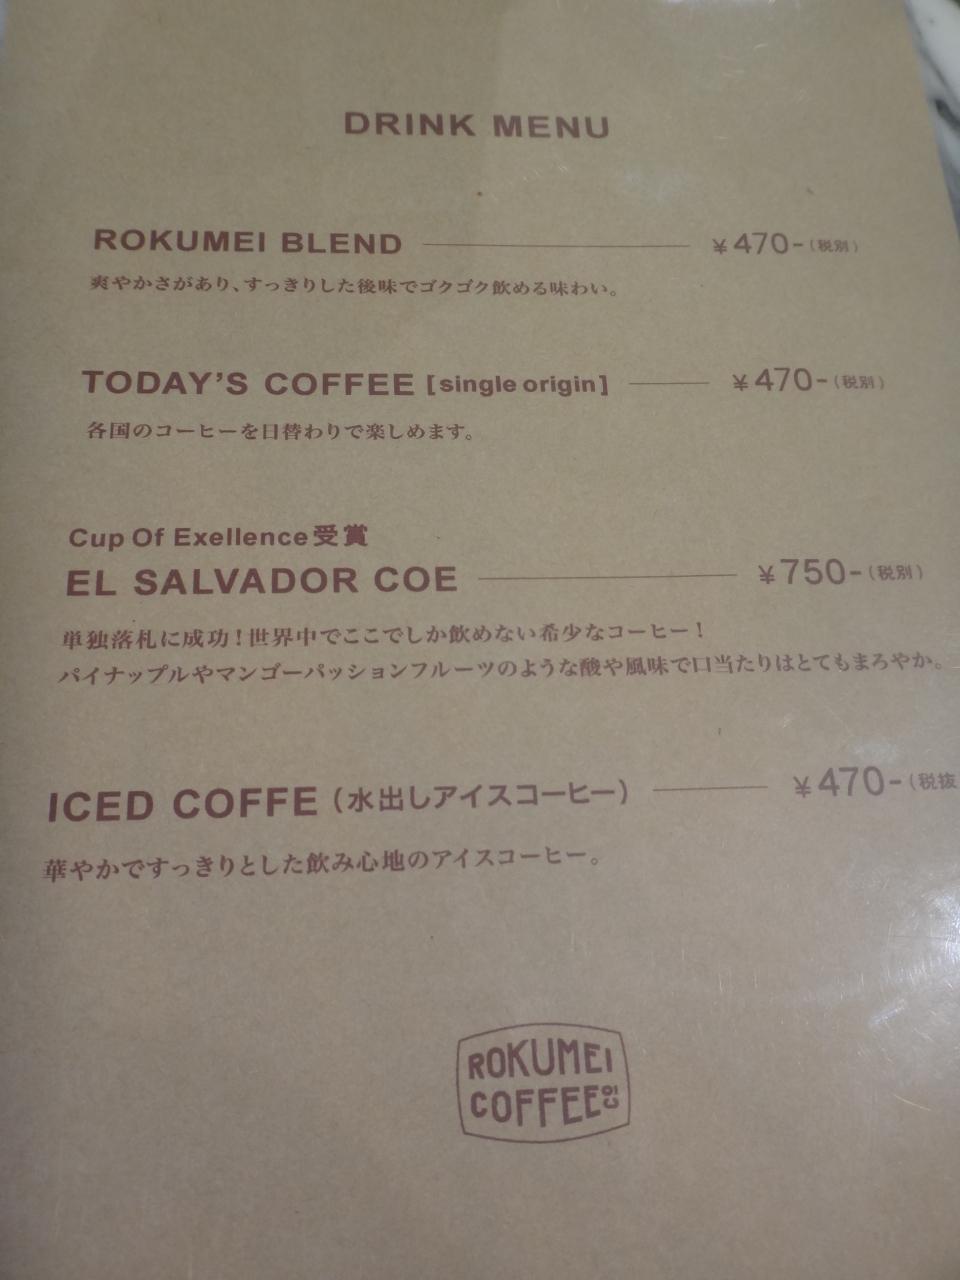 DRINK MENU
ROKUMEI BLEND ¥470-(税別)
爽やかさがあり、すっきりした後味でゴクゴク飲める味わい。
TODAY'S COFFEE [single origin] ¥470-(税別)
各国のコーヒーを日替わりで楽しめます。
Cup Of Exellence受賞
EL SALVADOR COE ¥750-(税別)
単独落札に成功！世界中でここでしか飲めない希少なコーヒー！
パイナップルやマンゴーパッションフルーツのような酸や風味で口当たりはとてもまろやか。
ICED COFFE（水出しアイスコーヒー） ¥470-(税抜
華やかですっきりとした飲み心地のアイスコーヒー。
ROKUMEI
COFFEE CO.